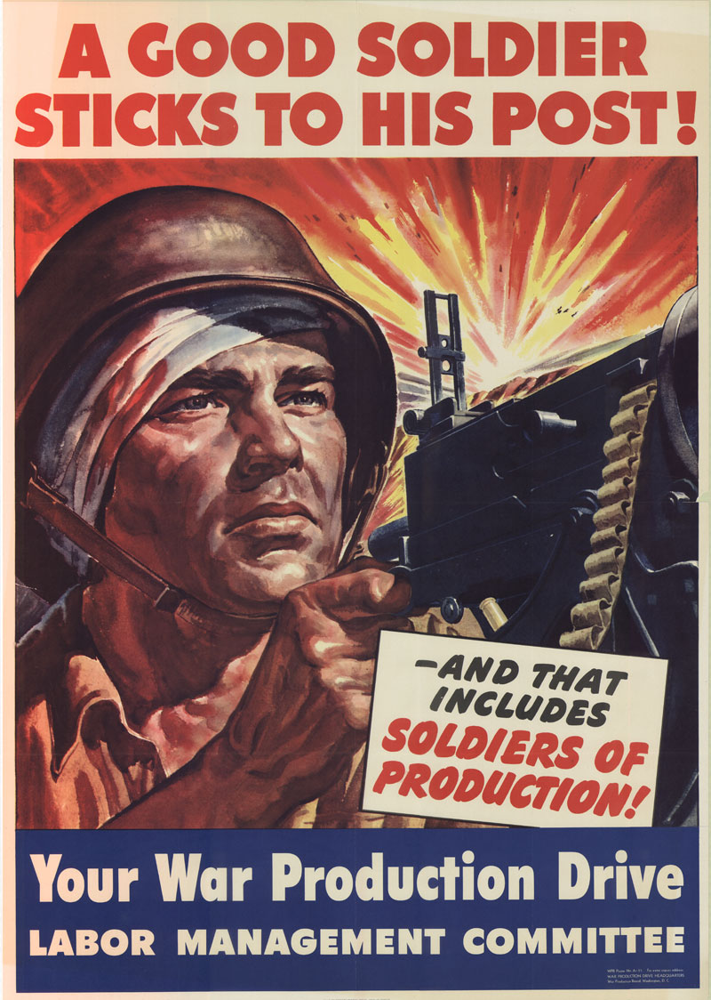 A GOOD SOLDIER
STICKS TO HIS POST!
—AND THAT
INCLUDES
SOLDIERS OF
PRODUCTION!
Your War Production Drive
LABOR MANAGEMENT COMMITTEE
WAR PRODUCTION DRIVE HEADQUARTERS
War Production Board, Washington, D. C.